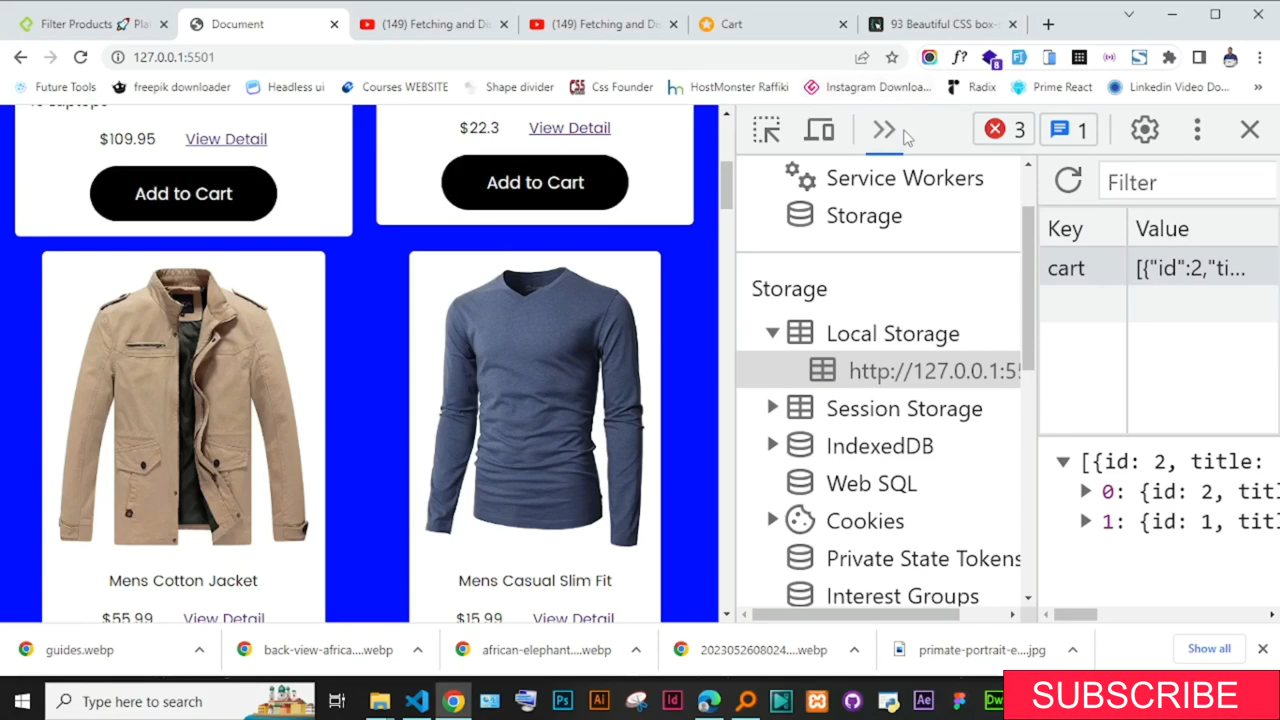 Filter Products 🚀 Pla
Document
(149) Fetching and Di
(149) Fetching and Di
Cart
93 Beautiful CSS box-
127.0.0.1:5501
Future Tools
freepik downloader
Headless ui
Courses WEBSITE
Shape divider
Css Founder
HostMonster Raffiki
Instagram Downloa...
Radix
Prime React
Linkedin Video Do...
$109.95
View Detail
Add to Cart
$22.3
View Detail
Add to Cart
Mens Cotton Jacket
$55.99
View Detail
Mens Casual Slim Fit
$15.99
View Detail
3
1
Service Workers
Storage
Storage
Local Storage
http://127.0.0.1:55
Session Storage
IndexedDB
Web SQL
Cookies
Private State Tokens
Interest Groups
Filter
Key
Value
cart
[{"id":2,"ti...
[{id: 2, title:
0: {id: 2, titl
1: {id: 1, titl
guides.webp
back-view-africa....webp
african-elephant....webp
2023052608024....webp
primate-portrait-e....jpg
Show all
Type here to search
SUBSCRIBE